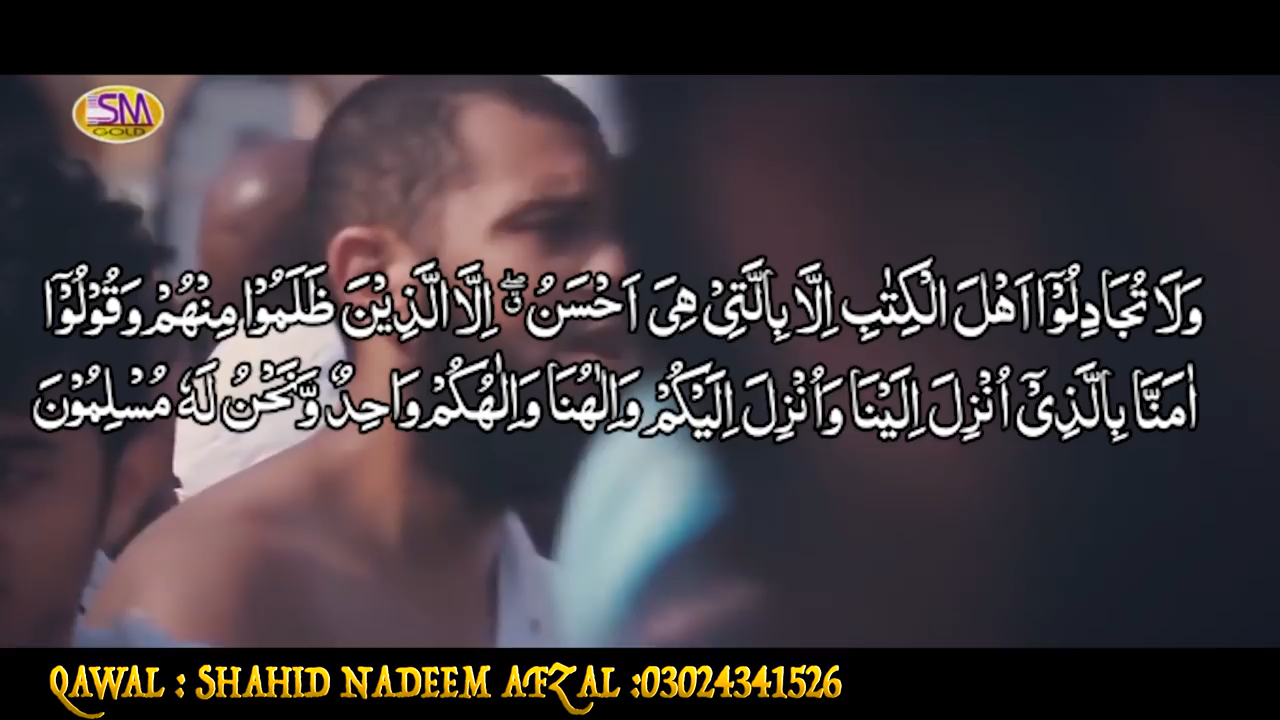 SM
GOLD
وَلَا تُجَادِلُوْۤا اَهْلَ الْكِتٰبِ اِلَّا بِالَّتِیْ هِیَ اَحْسَنُ ۖۗ اِلَّا الَّذِیْنَ ظَلَمُوْا مِنْهُمْ وَقُوْلُوْۤا
اٰمَنَّا بِالَّذِیْۤ اُنْزِلَ اِلَیْنَا وَاُنْزِلَ اِلَیْكُمْ وَاِلٰهُنَا وَاِلٰهُكُمْ وَاحِدٌ وَّنَحْنُ لَهٗ مُسْلِمُوْنَ
QAWAL : SHAHID NADEEM AFZAL :03024341526